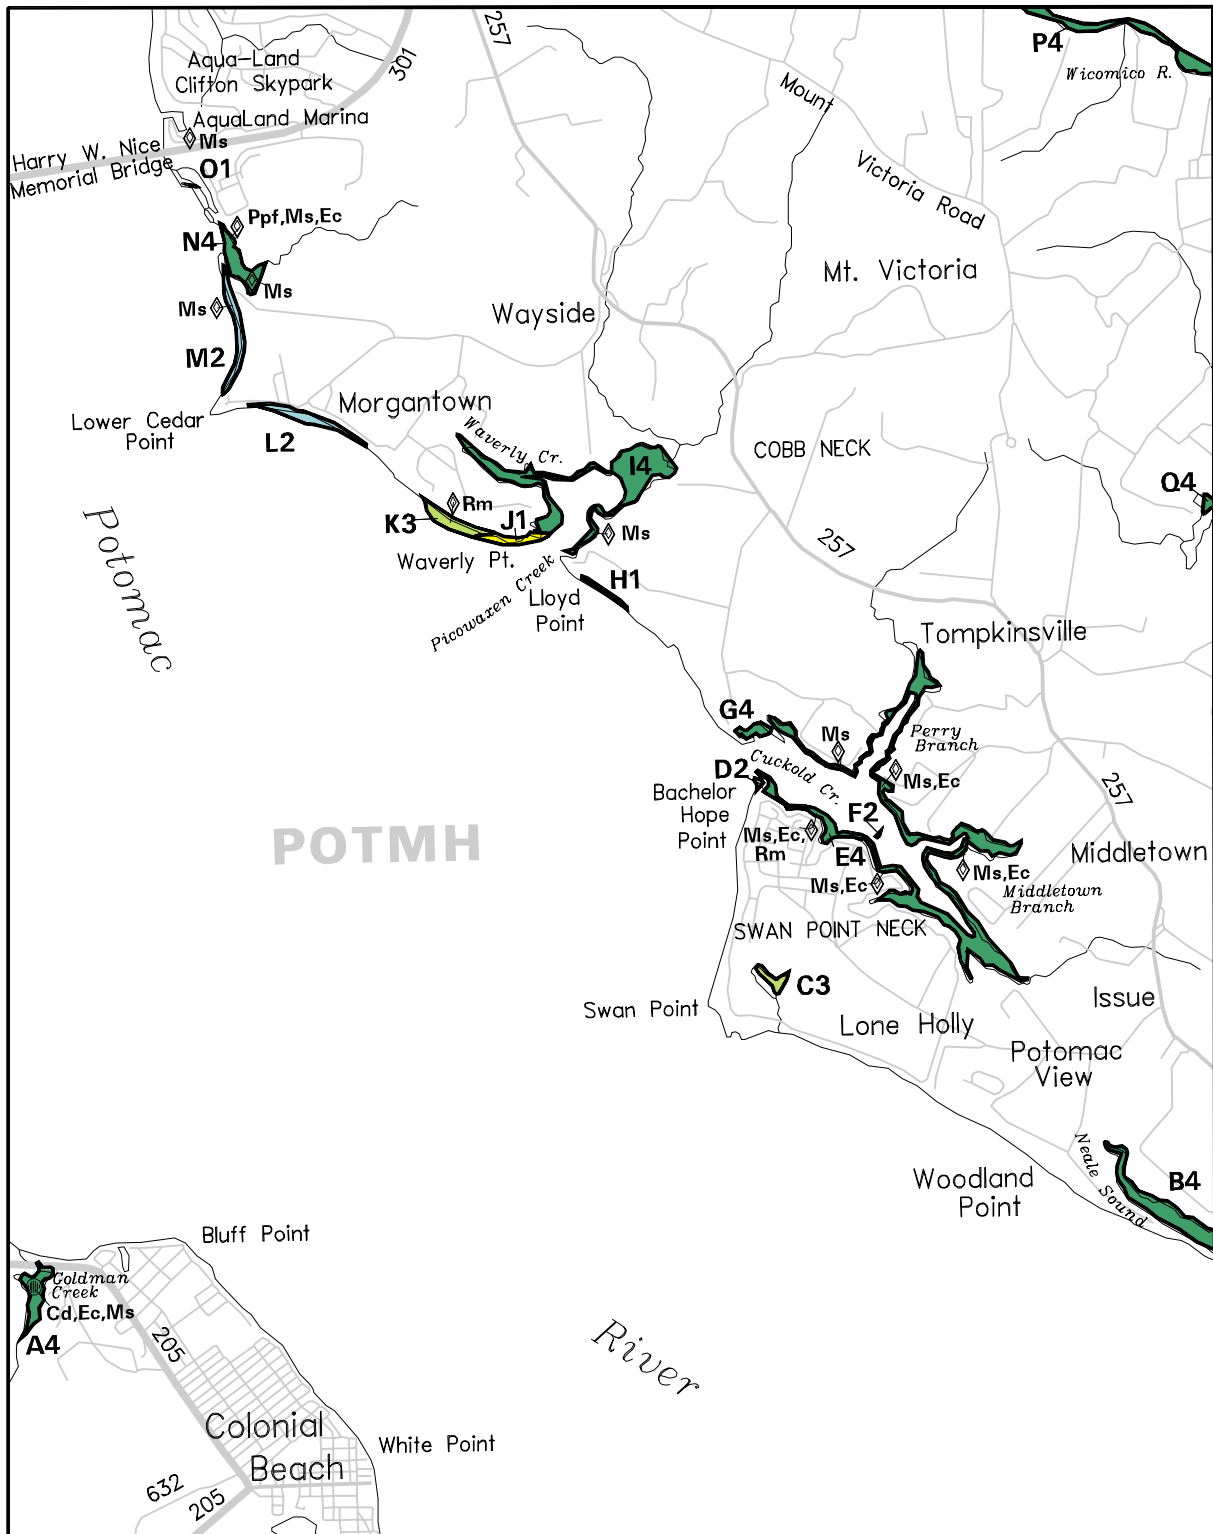 257
P4
Wicomico R.
Aqua-Land
Clifton Skypark
301
Mount
AquaLand Marina
Ms
Harry W. Nice
Memorial Bridge
O1
Victoria Road
Ppf,Ms,Ec
N4
Mt. Victoria
Ms
Ms
Wayside
M2
Morgantown
Lower Cedar
Point
L2
Waverly Cr.
COBB NECK
I4
Q4
Rm
K3
J1
Ms
257
Waverly Pt.
Picowaxen Creek
H1
Lloyd
Point
Potomac
Tompkinsville
G4
Ms
Perry
Branch
Cuckold Cr.
D2
Ms,Ec
257
Bachelor
Hope
Point
F2
Ms,Ec,
Rm
E4
POTMH
Middletown
Ms,Ec
Ms,Ec
Middletown
Branch
SWAN POINT NECK
C3
Issue
Swan Point
Lone Holly
Potomac
View
Neale Sound
Woodland
Point
B4
Bluff Point
Goldman
Creek
Cd,Ec,Ms
A4
205
River
Colonial
Beach
White Point
632
205